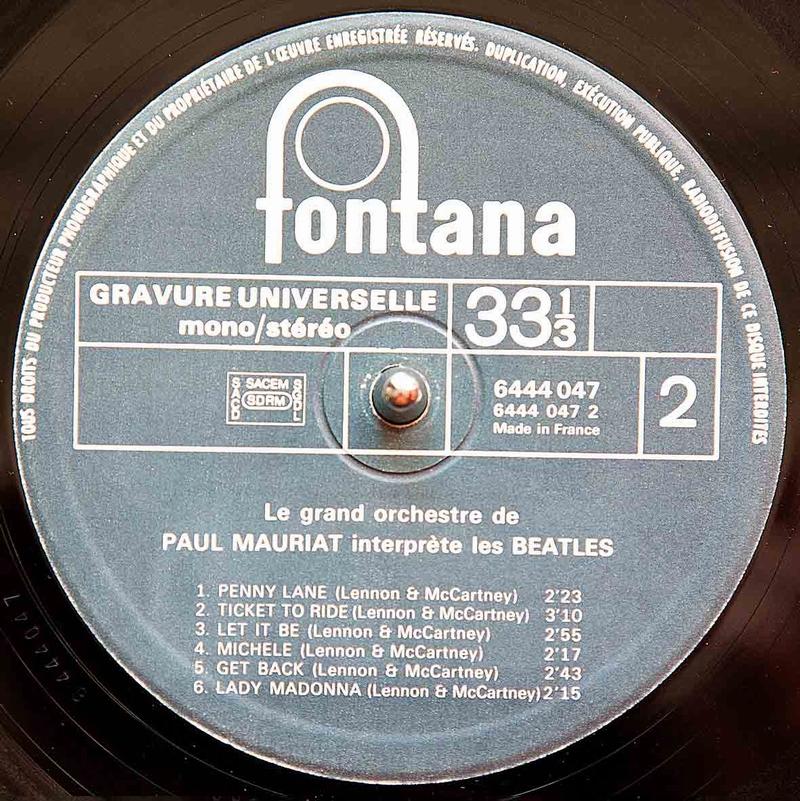 TOUS DROITS DU PRODUCTEUR PHONOGRAPHIQUE ET DU PROPRIÉTAIRE DE L'ŒUVRE ENREGISTRÉE RÉSERVÉS. DUPLICATION, EXÉCUTION PUBLIQUE, RADIODIFFUSION DE CE DISQUE INTERDITES
fontana
GRAVURE UNIVERSELLE
mono/stéréo
33 1/3
SACEM
SACD SDRM SGDL
6444 047
6444 047 2
Made in France
2
Le grand orchestre de
PAUL MAURIAT interprète les BEATLES
1. PENNY LANE (Lennon & McCartney) 2'23
2. TICKET TO RIDE (Lennon & McCartney) 3'10
3. LET IT BE (Lennon & McCartney) 2'55
4. MICHELE (Lennon & McCartney) 2'17
5. GET BACK (Lennon & McCartney) 2'43
6. LADY MADONNA (Lennon & McCartney) 2'15